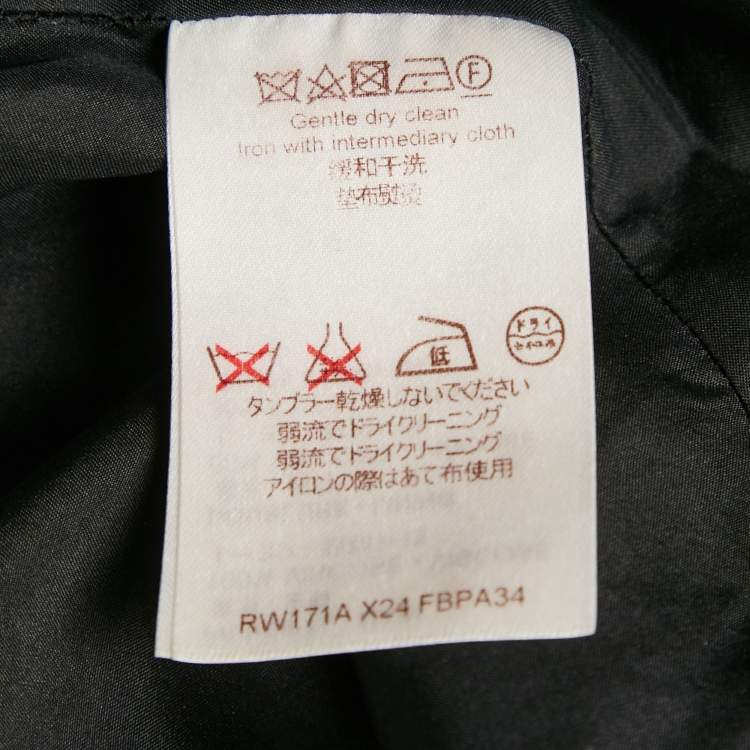 F
Gentle dry clean
Iron with intermediary cloth
缓和干洗
垫布熨烫
低
ドライ
タンブラー乾燥しないでください
弱流でドライクリーニング
弱流でドライクリーニング
アイロンの際はあて布使用
RW171A X24 FBPA34